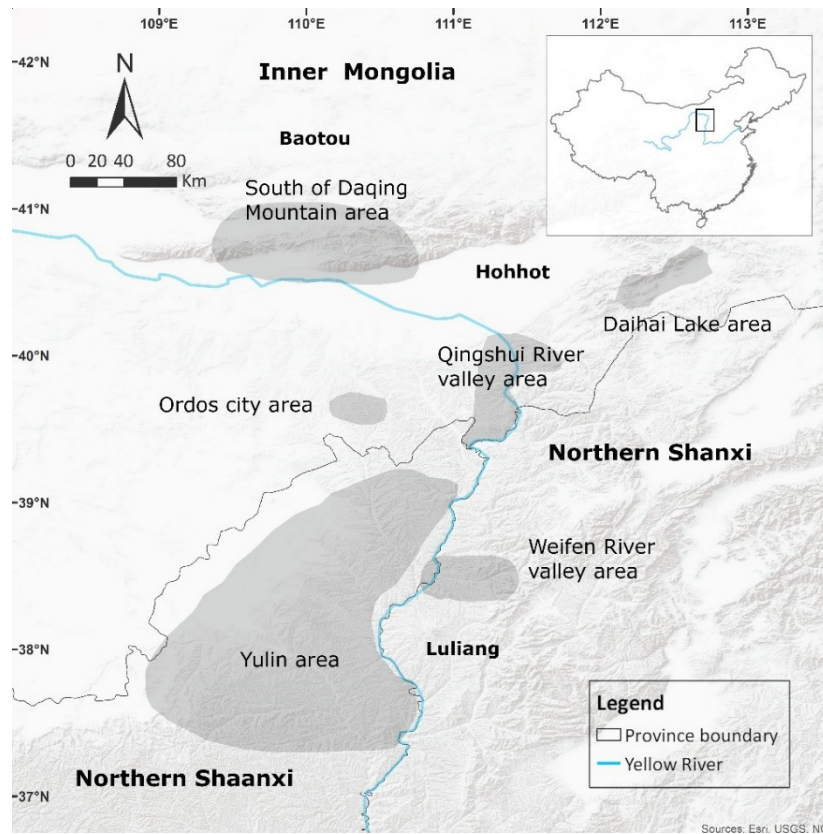 109°E 110°E 111°E 112°E 113°E
42°N
N
Inner Mongolia
Baotou
0 20 40 80
Km
South of Daqing
Mountain area
41°N
Hohhot
Daihai Lake area
40°N
Qingshui River
valley area
Ordos city area
Northern Shanxi
39°N
Weifen River
valley area
38°N
Yulin area
Luliang
Legend
Province boundary
Yellow River
37°N
Northern Shaanxi
Sources: Esri, USGS,